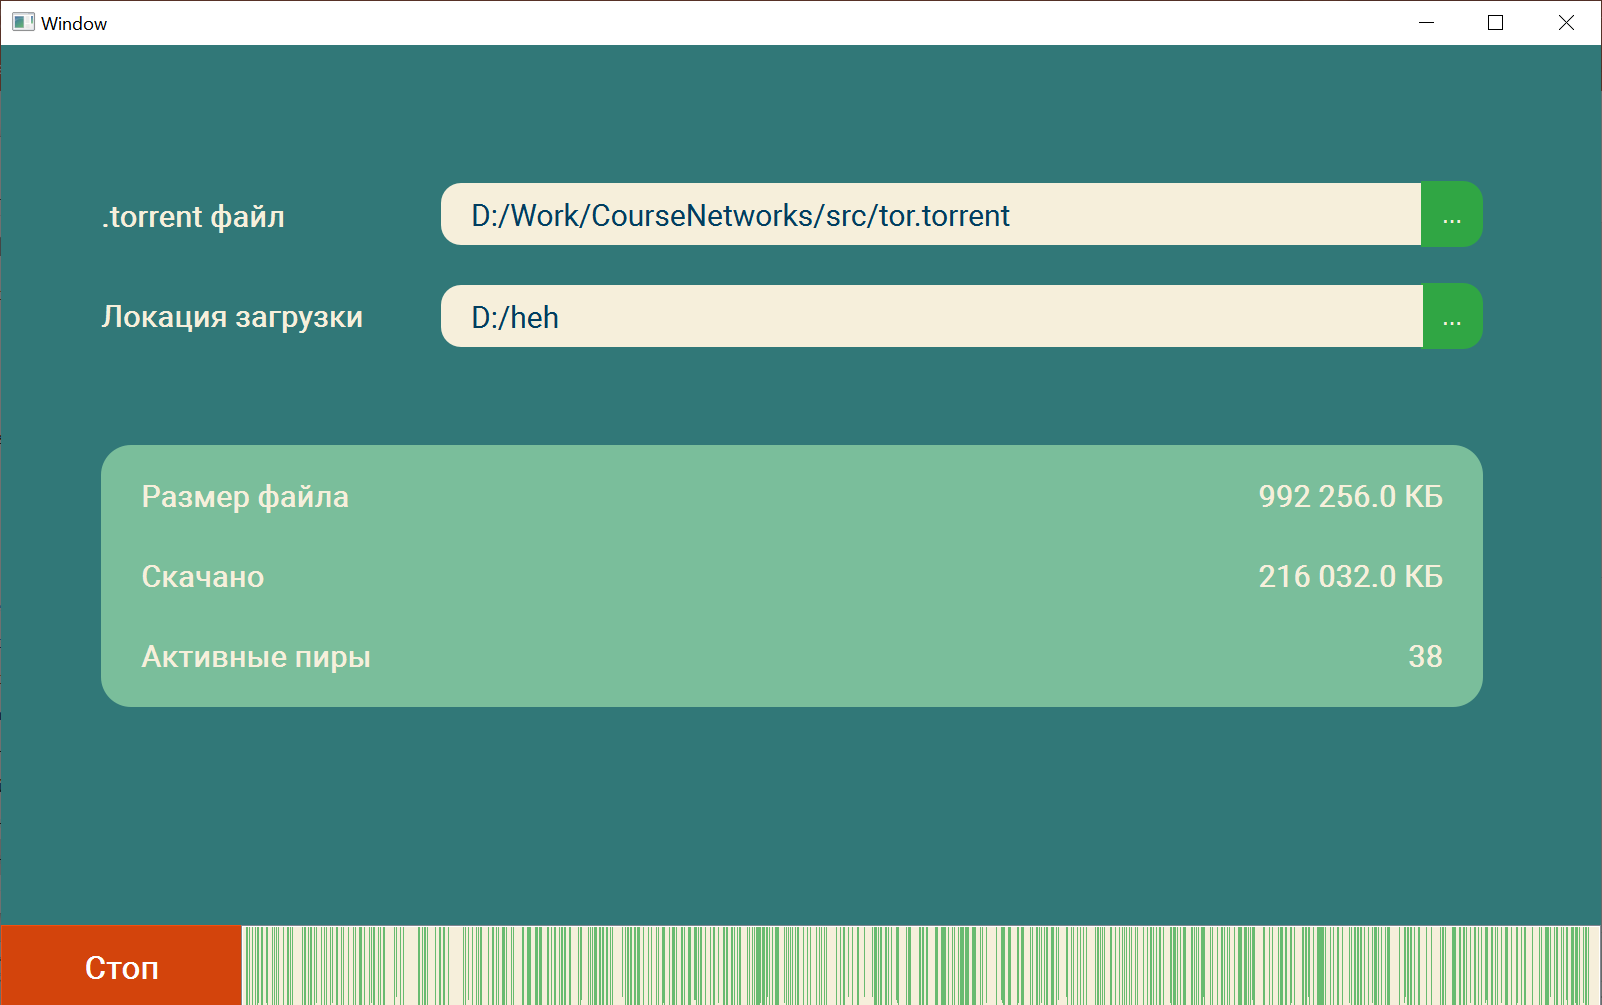 Window
.torrent файл
D:/Work/CourseNetworks/src/tor.torrent
...
Локация загрузки
D:/heh
...
Размер файла
992 256.0 КБ
Скачано
216 032.0 КБ
Активные пиры
38
Стоп